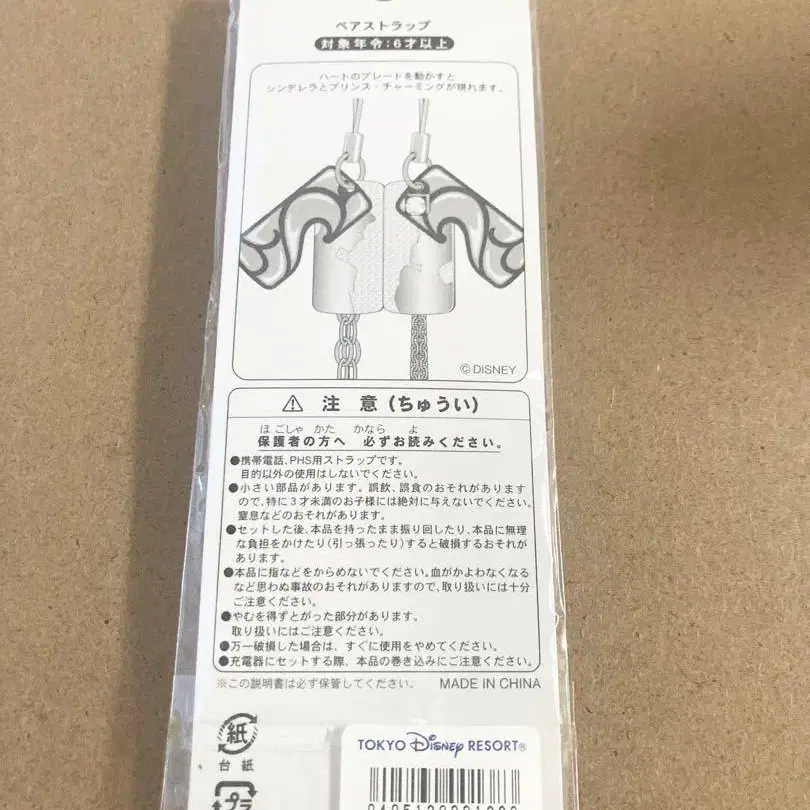 ペアストラップ
対象年令:6才以上
ハートのプレートを動かすと
シンデレラとプリンス・チャーミングが現れます。
© DISNEY
⚠ 注 意 (ちゅうい)
ほごしゃ かた かなら よ
保護者の方へ 必ずお読みください。
●携帯電話、PHS用ストラップです。
目的以外の使用はしないでください。
●小さい部品があります。誤飲、誤食のおそれがあります
ので、特に3才未満のお子様には絶対に与えないでください。
窒息などのおそれがあります。
●セットした後、本品を持ったまま振り回したり、本品に無理
な負担をかけたり(引っ張ったり)すると破損するおそれが
あります。
●本品に指などをからめないでください。血がかよわなくなる
など思わぬ事故のおそれがありますので、取り扱いには十分
ご注意ください。
●やむを得ずとがった部分があります。
取り扱いにはご注意ください。
●万一破損した場合は、すぐに使用をやめてください。
●充電器にセットする際、本品の巻き込みにご注意ください。
※この説明書は必ず保管してください。 MADE IN CHINA
紙
台 紙
プラ
TOKYO Disney RESORT®